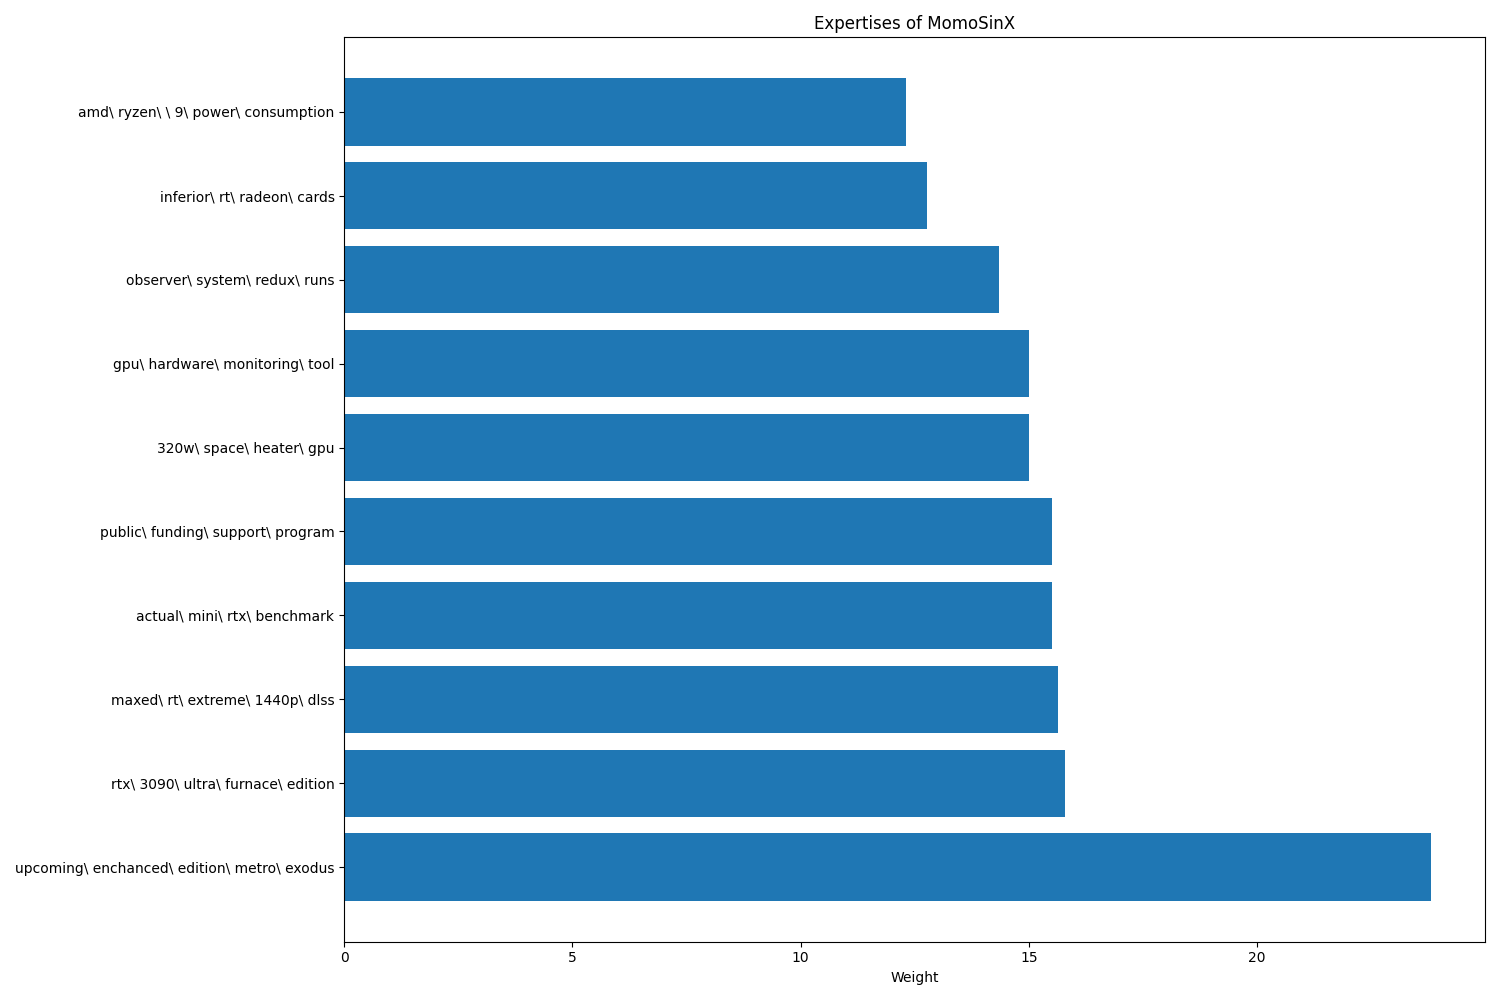 Expertises of MomoSinX
amd\ ryzen\ \ 9\ power\ consumption
inferior\ rt\ radeon\ cards
observer\ system\ redux\ runs
gpu\ hardware\ monitoring\ tool
320w\ space\ heater\ gpu
public\ funding\ support\ program
actual\ mini\ rtx\ benchmark
maxed\ rt\ extreme\ 1440p\ dlss
rtx\ 3090\ ultra\ furnace\ edition
upcoming\ enchanced\ edition\ metro\ exodus
0 5 10 15 20
Weight